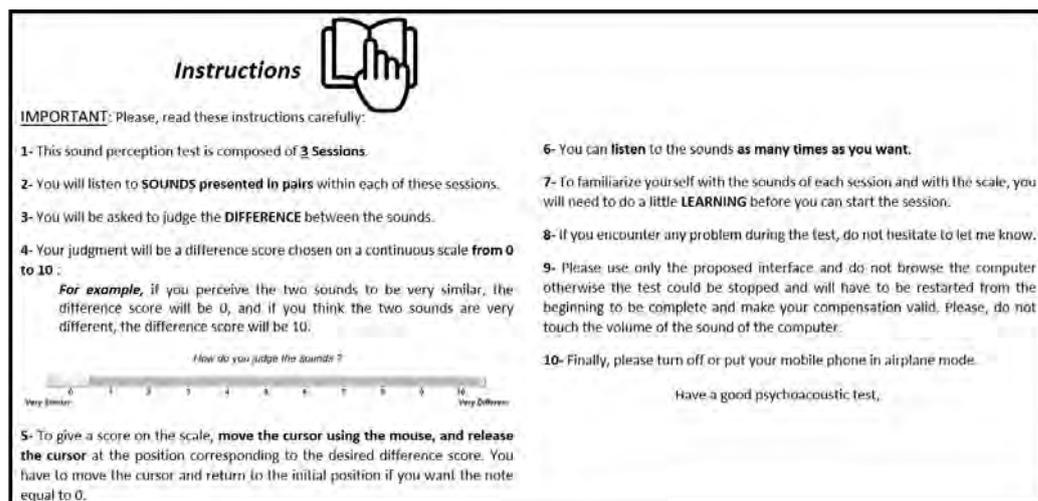 Instructions
IMPORTANT: Please, read these instructions carefully:
1- This sound perception test is composed of 3 Sessions.
2- You will listen to SOUNDS presented in pairs within each of these sessions.
3- You will be asked to judge the DIFFERENCE between the sounds.
4- Your judgment will be a difference score chosen on a continuous scale from 0
to 10 :
For example, if you perceive the two sounds to be very similar, the
difference score will be 0, and if you think the two sounds are very
different, the difference score will be 10.
How do you judge the sounds ?
0 1 2 3 4 5 6 7 8 9 10
Very Similar Very Different
5- To give a score on the scale, move the cursor using the mouse, and release
the cursor at the position corresponding to the desired difference score. You
have to move the cursor and return to the initial position if you want the note
equal to 0.
6- You can listen to the sounds as many times as you want.
7- To familiarize yourself with the sounds of each session and with the scale, you
will need to do a little LEARNING before you can start the session.
8- If you encounter any problem during the test, do not hesitate to let me know.
9- Please use only the proposed interface and do not browse the computer
otherwise the test could be stopped and will have to be restarted from the
beginning to be complete and make your compensation valid. Please, do not
touch the volume of the sound of the computer.
10- Finally, please turn off or put your mobile phone in airplane mode.
Have a good psychoacoustic test,